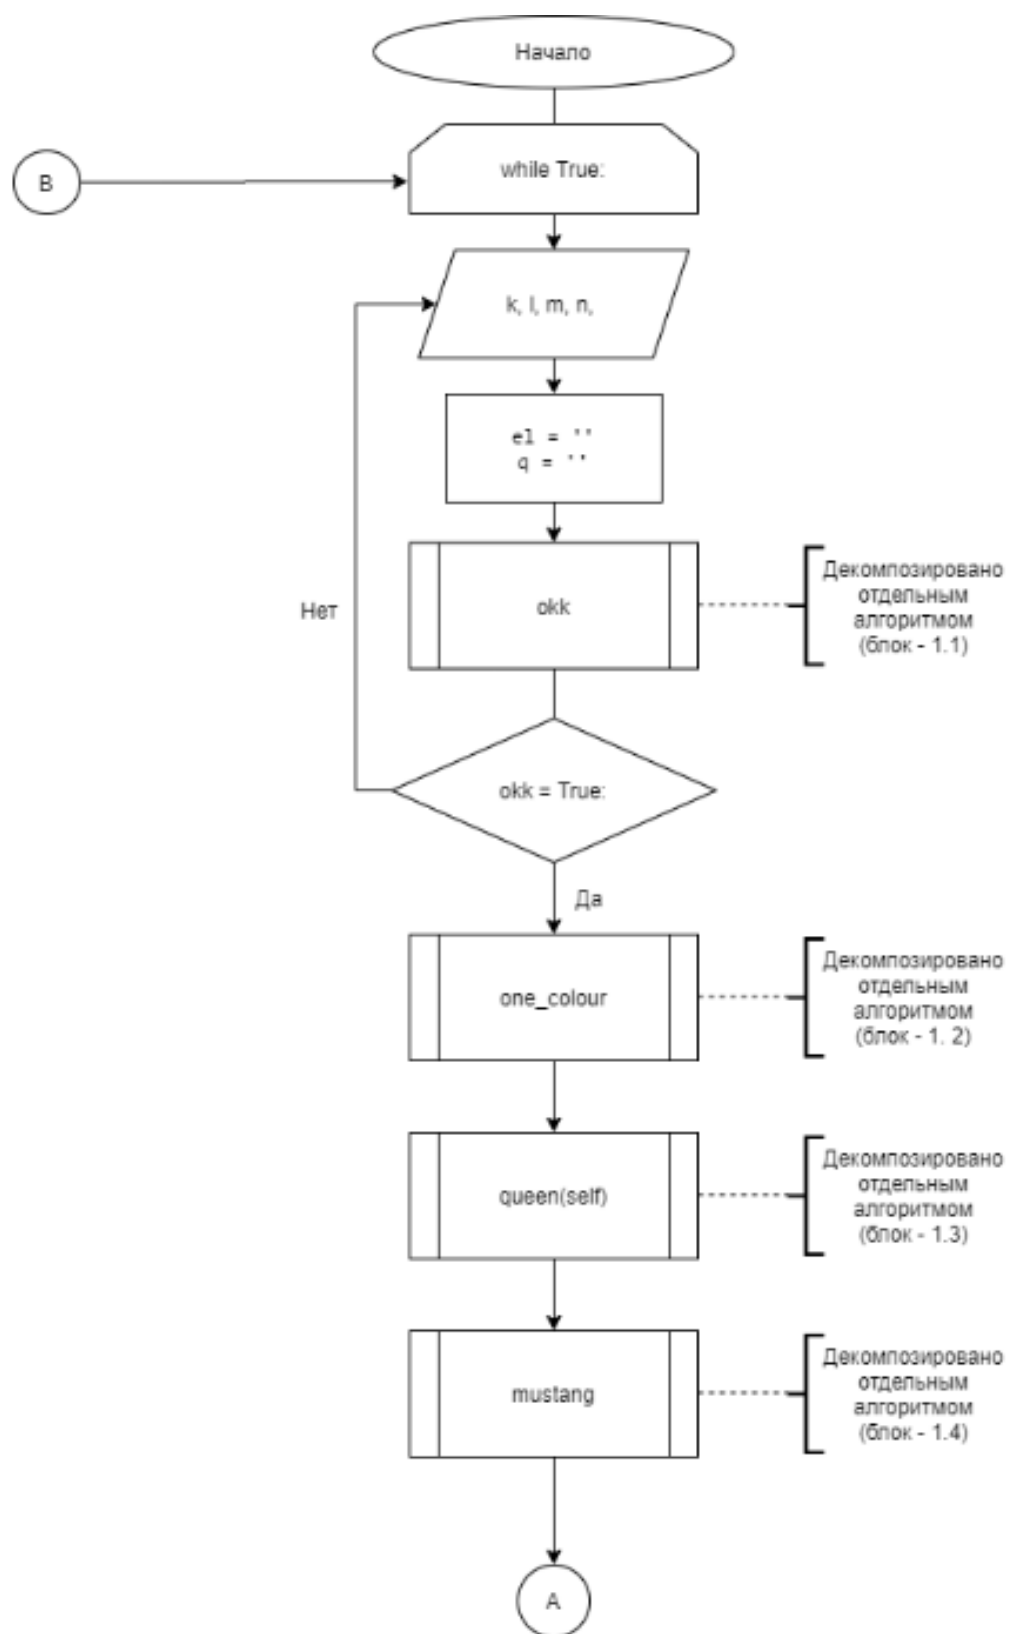 Начало
while True:
B
k, l, m, n,
el = ''
q = ''
okk
Декомпозировано
отдельным
алгоритмом
(блок - 1.1)
Нет
okk = True:
Да
one_colour
Декомпозировано
отдельным
алгоритмом
(блок - 1. 2)
queen(self)
Декомпозировано
отдельным
алгоритмом
(блок - 1.3)
mustang
Декомпозировано
отдельным
алгоритмом
(блок - 1.4)
A